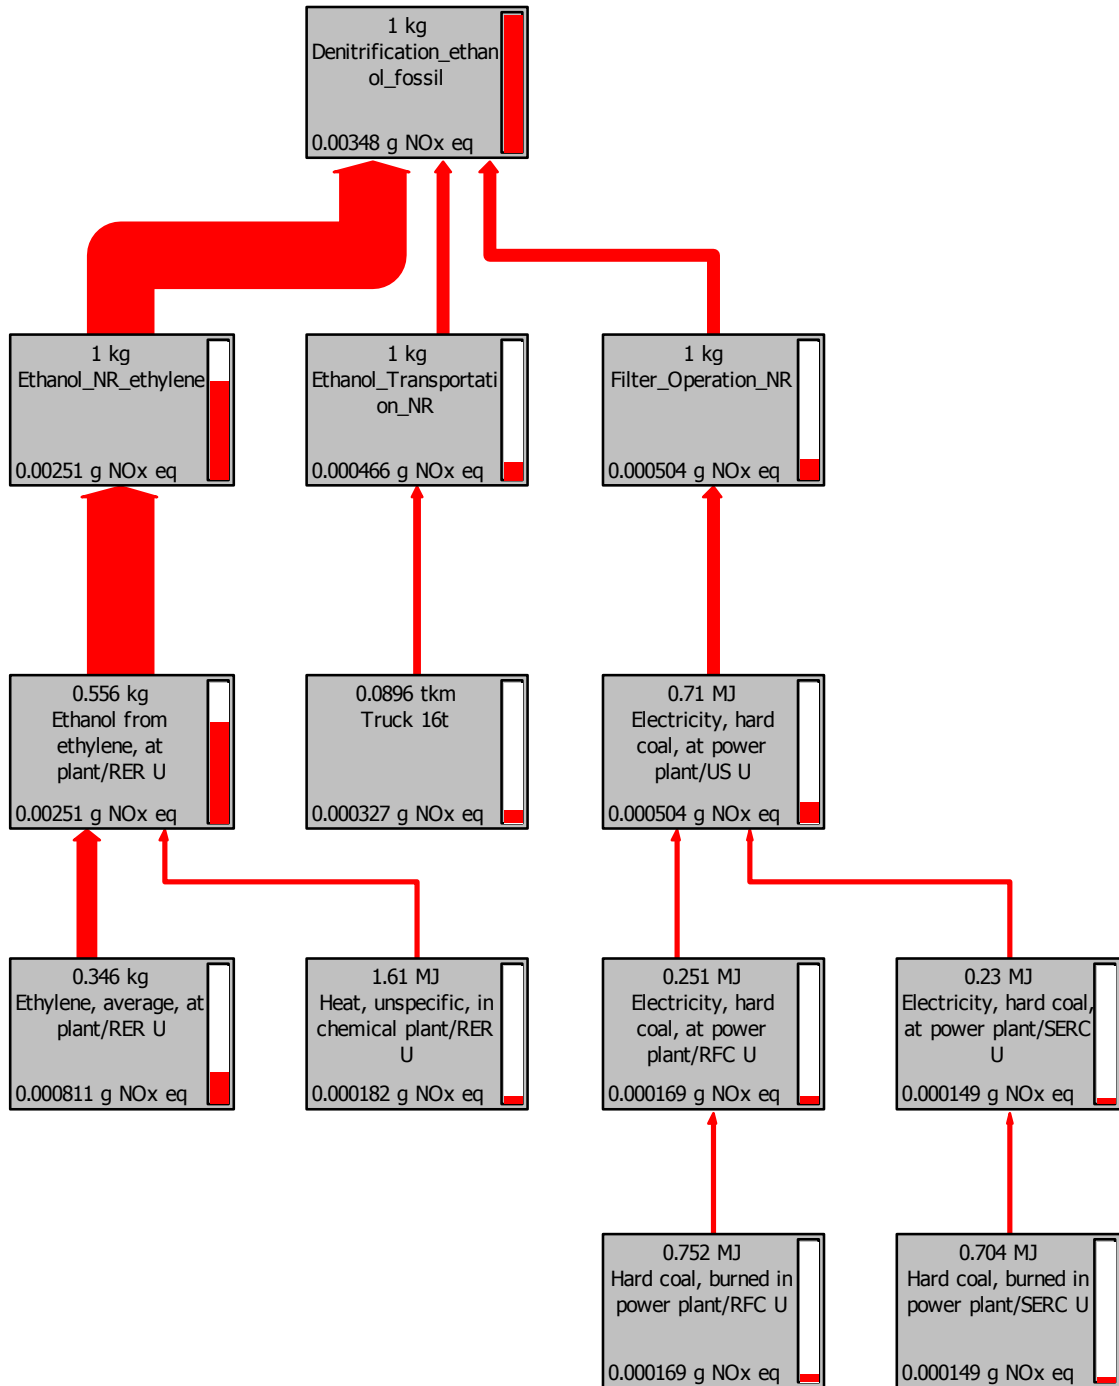 1 kg
Denitrification_ethan
ol_fossil
0.00348 g NOx eq
1 kg
Ethanol_NR_ethylene
0.00251 g NOx eq
1 kg
Ethanol_Transportati
on_NR
0.000466 g NOx eq
1 kg
Filter_Operation_NR
0.000504 g NOx eq
0.556 kg
Ethanol from
ethylene, at
plant/RER U
0.00251 g NOx eq
0.0896 tkm
Truck 16t
0.000327 g NOx eq
0.71 MJ
Electricity, hard
coal, at power
plant/US U
0.000504 g NOx eq
0.346 kg
Ethylene, average, at
plant/RER U
0.000811 g NOx eq
1.61 MJ
Heat, unspecific, in
chemical plant/RER
U
0.000182 g NOx eq
0.251 MJ
Electricity, hard
coal, at power
plant/RFC U
0.000169 g NOx eq
0.23 MJ
Electricity, hard coal,
at power plant/SERC
U
0.000149 g NOx eq
0.752 MJ
Hard coal, burned in
power plant/RFC U
0.000169 g NOx eq
0.704 MJ
Hard coal, burned in
power plant/SERC U
0.000149 g NOx eq